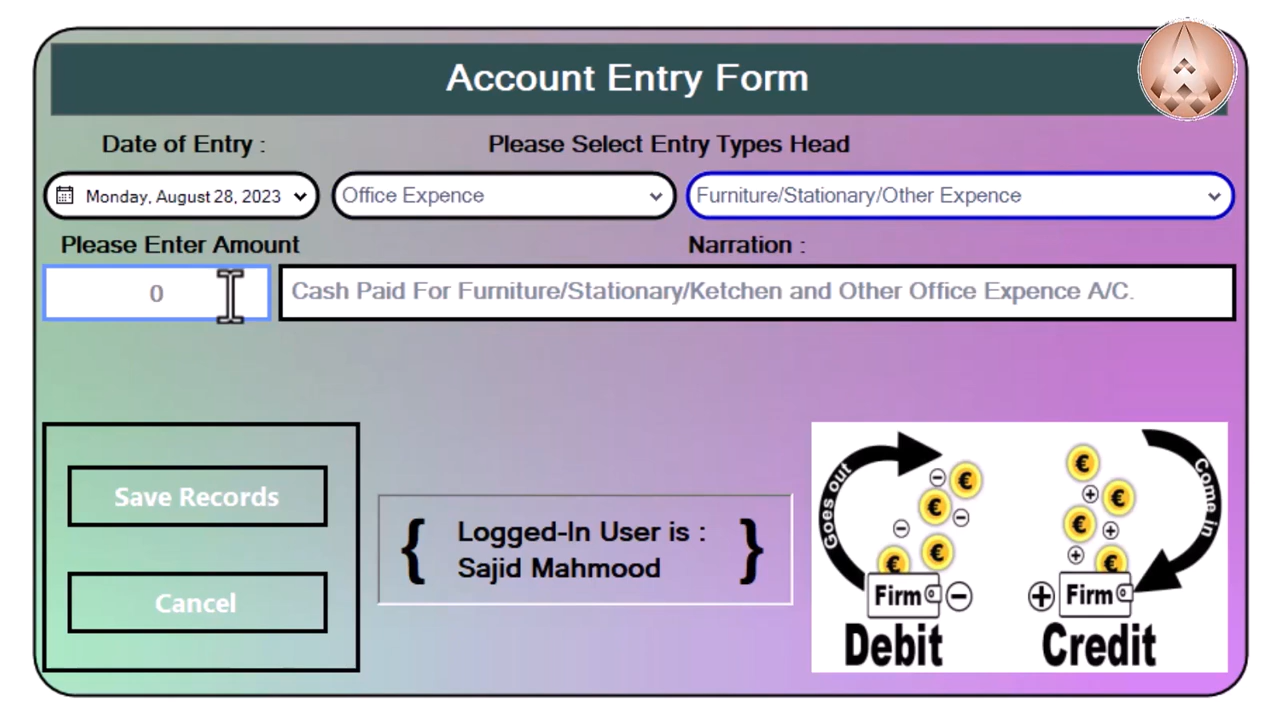 Account Entry Form
Date of Entry :
Please Select Entry Types Head
Monday, August 28, 2023
Office Expence
Furniture/Stationary/Other Expence
Please Enter Amount
Narration :
0
Cash Paid For Furniture/Stationary/Ketchen and Other Office Expence A/C.
Save Records
Cancel
{ Logged-In User is : }
Sajid Mahmood
Goes out
Come in
Firm
Firm
Debit
Credit